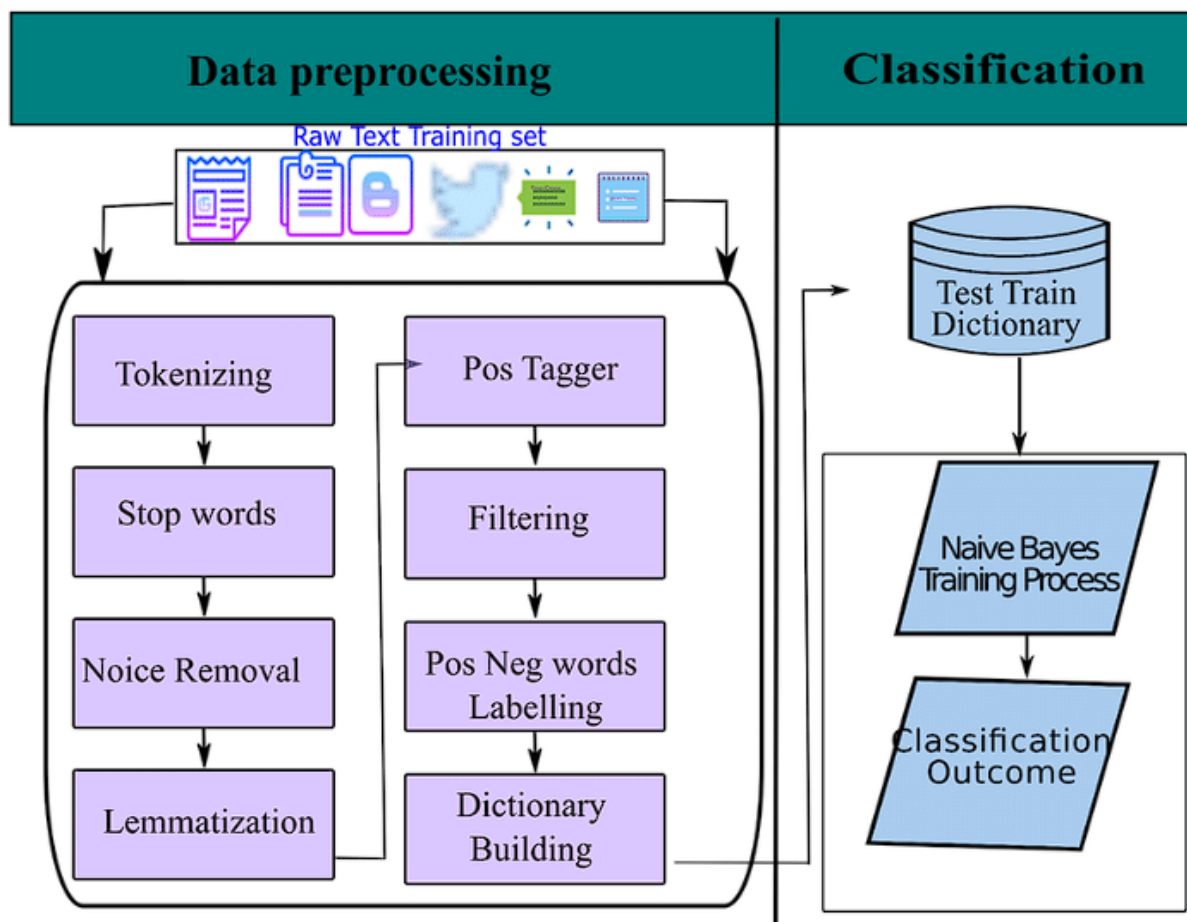 Data preprocessing
Classification
Raw Text Training set
Tokenizing
Stop words
Noice Removal
Lemmatization
Pos Tagger
Filtering
Pos Neg words
Labelling
Dictionary
Building
Test Train
Dictionary
Naive Bayes
Training Process
Classification
Outcome